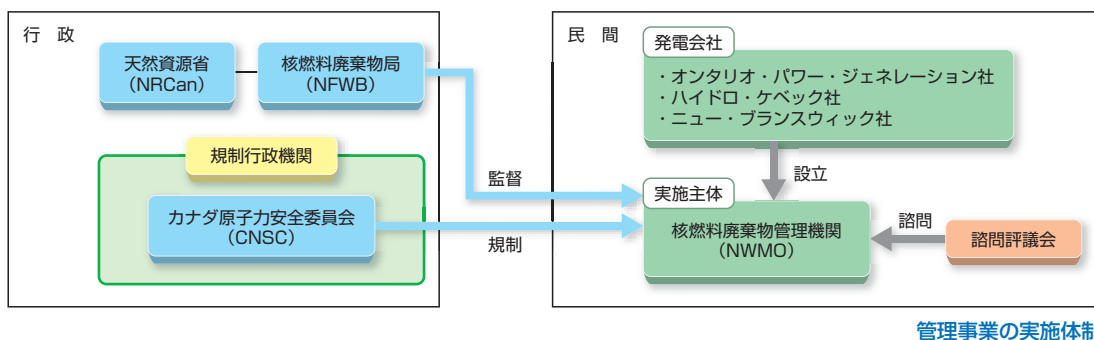 行　政
天然資源省
（NRCan）
核燃料廃棄物局
（NFWB）
規制行政機関
カナダ原子力安全委員会
（CNSC）
監督
規制
民　間
発電会社
・オンタリオ・パワー・ジェネレーション社
・ハイドロ・ケベック社
・ニュー・ブランスウィック社
設立
実施主体
核燃料廃棄物管理機関
（NWMO）
諮問
諮問評議会
管理事業の実施体制